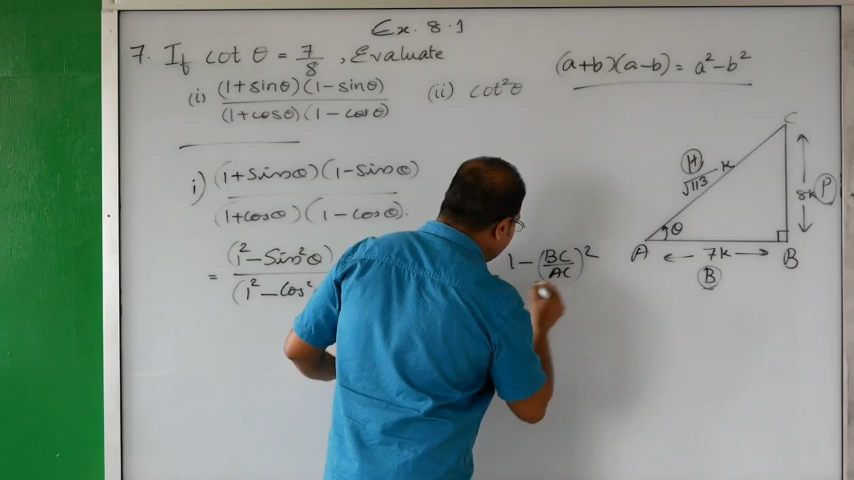 Ex. 8.1
7. If cot θ = 7/8, Evaluate
(i) (1+sinθ)(1-sinθ) / (1+cosθ)(1-cosθ) (ii) cot²θ
(a+b)(a-b) = a²-b²
i) (1+sinθ)(1-sinθ) / (1+cosθ)(1-cosθ).
= (1²-Sin²θ) / (1²-Cos²
1-(BC/AC)²
C
H
√113 K
8K P
θ
A 7K B
B